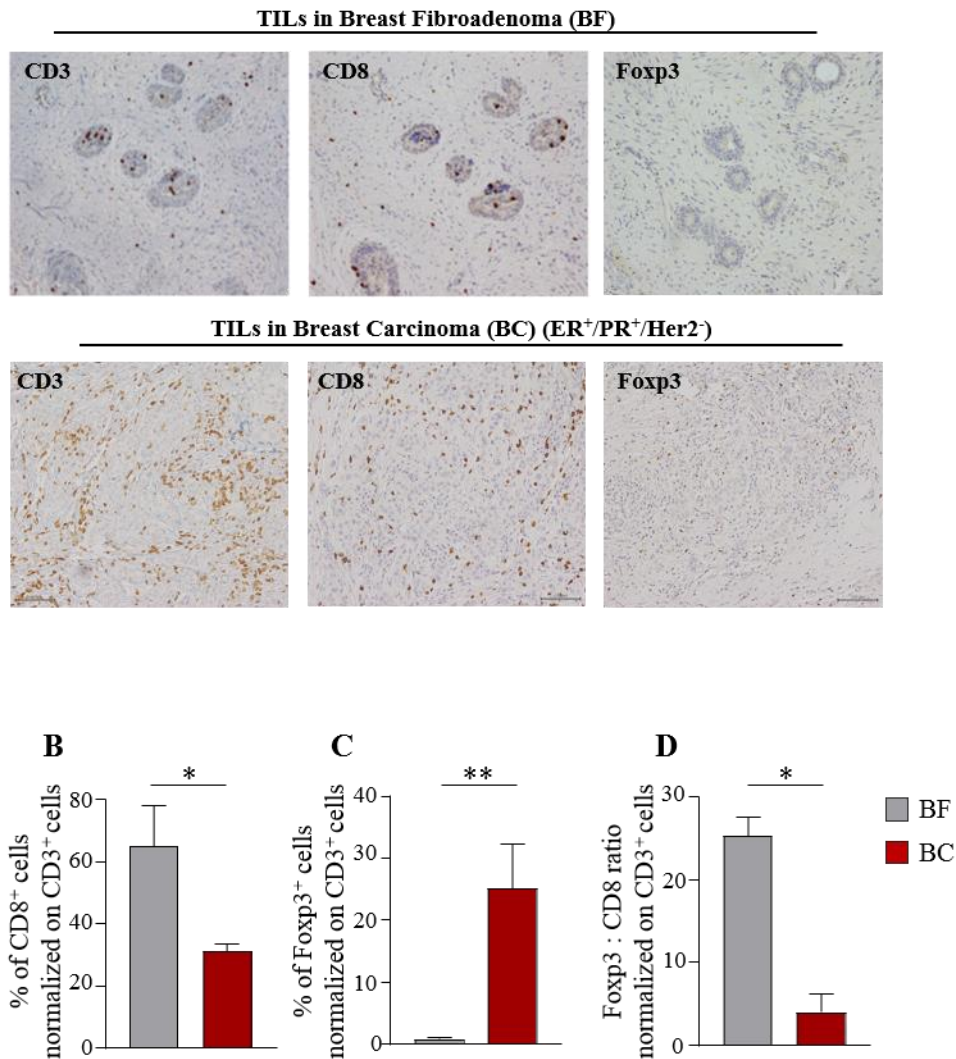 TILs in Breast Fibroadenoma (BF)
CD3
CD8
Foxp3
TILs in Breast Carcinoma (BC) (ER⁺/PR⁺/Her2⁻)
CD3
CD8
Foxp3
B
% of CD8⁺ cells
normalized on CD3⁺ cells
80
60
40
20
0
*
C
% of Foxp3⁺ cells
normalized on CD3⁺ cells
40
30
20
10
0
**
D
Foxp3 : CD8 ratio
normalized on CD3⁺ cells
30
20
10
0
*
BF
BC